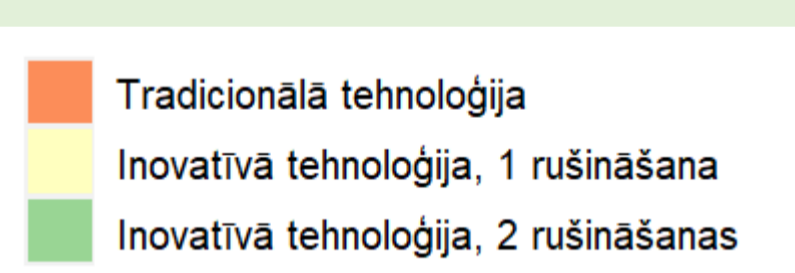 Tradicionālā tehnoloģija
Inovatīvā tehnoloģija, 1 rušināšana
Inovatīvā tehnoloģija, 2 rušināšanas